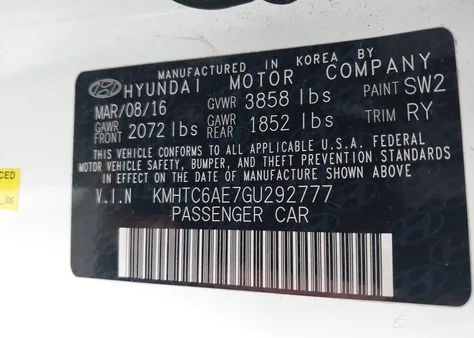 MANUFACTURED IN KOREA BY
HYUNDAI MOTOR COMPANY
MAR/08/16 GVWR 3858 lbs PAINT SW2
GAWR FRONT 2072 lbs GAWR REAR 1852 lbs TRIM RY
THIS VEHICLE CONFORMS TO ALL APPLICABLE U.S.A. FEDERAL
MOTOR VEHICLE SAFETY, BUMPER, AND THEFT PREVENTION STANDARDS
IN EFFECT ON THE DATE OF MANUFACTURE SHOWN ABOVE.
V.I.N KMHTC6AE7GU292777
PASSENGER CAR
CED
lbs